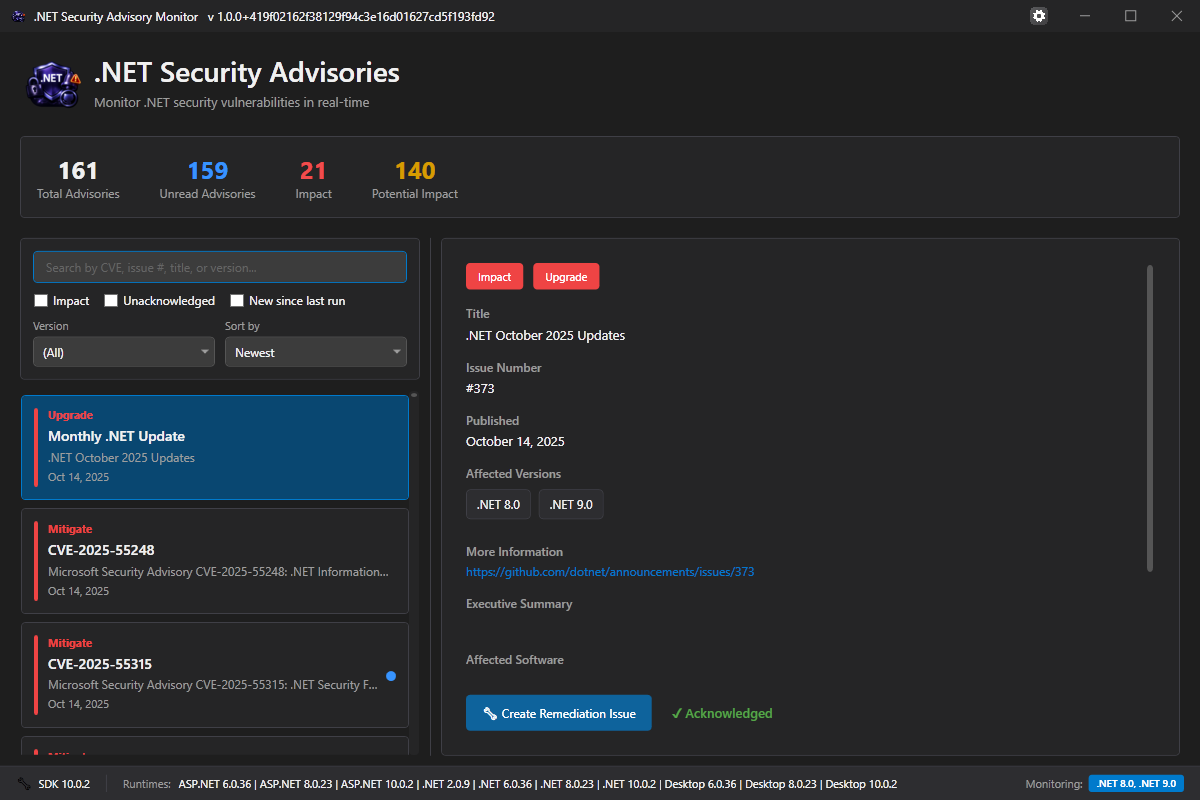 .NET Security Advisory Monitor v 1.0.0+419f02162f38129f94c3e16d01627cd5f193fd92
.NET
.NET Security Advisories
Monitor .NET security vulnerabilities in real-time
161 159 21 140
Total Advisories Unread Advisories Impact Potential Impact
Search by CVE, issue #, title, or version...
Impact Unacknowledged New since last run
Version Sort by
(All) Newest
Upgrade
Monthly .NET Update
.NET October 2025 Updates
Oct 14, 2025
Mitigate
CVE-2025-55248
Microsoft Security Advisory CVE-2025-55248: .NET Information...
Oct 14, 2025
Mitigate
CVE-2025-55315
Microsoft Security Advisory CVE-2025-55315: .NET Security F...
Oct 14, 2025
Mitigate
Impact Upgrade
Title
.NET October 2025 Updates
Issue Number
#373
Published
October 14, 2025
Affected Versions
.NET 8.0 .NET 9.0
More Information
https://github.com/dotnet/announcements/issues/373
Executive Summary
Affected Software
Create Remediation Issue ✓ Acknowledged
SDK 10.0.2 Runtimes: ASP.NET 6.0.36 | ASP.NET 8.0.23 | ASP.NET 10.0.2 | .NET 2.0.9 | .NET 6.0.36 | .NET 8.0.23 | .NET 10.0.2 | Desktop 6.0.36 | Desktop 8.0.23 | Desktop 10.0.2 Monitoring: .NET 8.0, .NET 9.0